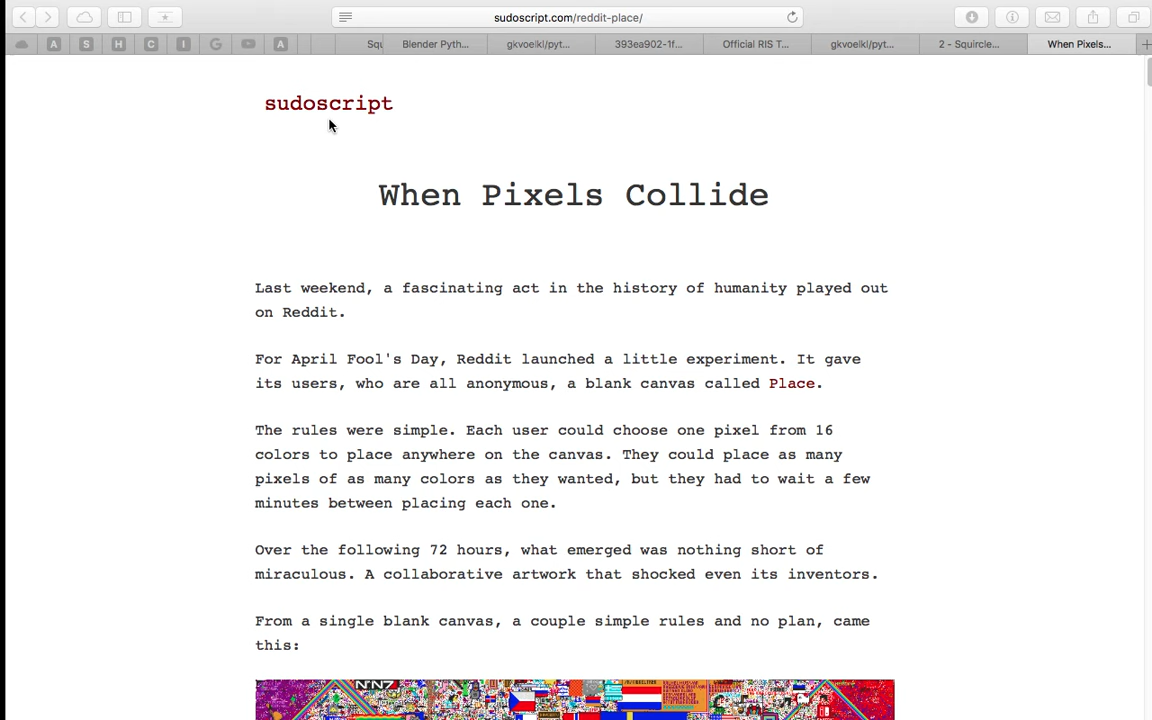 sudoscript.com/reddit-place/
A S H C I G A Squ Blender Pyth... gkvoelkl/pyt... 393ea902-1f... Official RIS T... gkvoelkl/pyt... 2 - Squircle... When Pixels...
sudoscript
When Pixels Collide
Last weekend, a fascinating act in the history of humanity played out
on Reddit.
For April Fool's Day, Reddit launched a little experiment. It gave
its users, who are all anonymous, a blank canvas called Place.
The rules were simple. Each user could choose one pixel from 16
colors to place anywhere on the canvas. They could place as many
pixels of as many colors as they wanted, but they had to wait a few
minutes between placing each one.
Over the following 72 hours, what emerged was nothing short of
miraculous. A collaborative artwork that shocked even its inventors.
From a single blank canvas, a couple simple rules and no plan, came
this:
N7